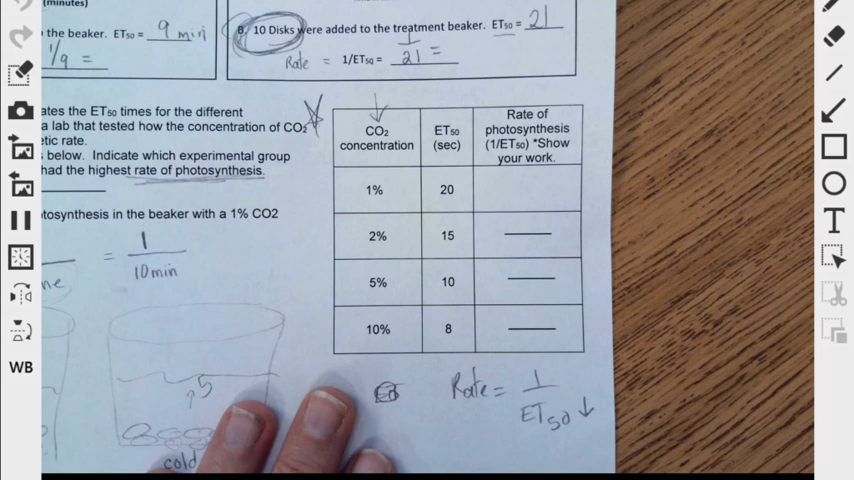 (minutes)
the beaker. ET50 = 9 min
1/9 =
B. 10 Disks were added to the treatment beaker. ET50 = 21
Rate = 1/ET50 = 1/21 =
ates the ET50 times for the different
a lab that tested how the concentration of CO2
etic rate.
below. Indicate which experimental group
had the highest rate of photosynthesis.
tosynthesis in the beaker with a 1% CO2
= 1
10 min
ne
5
cold
CO2 concentration ET50 (sec) Rate of photosynthesis (1/ET50) *Show your work.
1% 20
2% 15
5% 10
10% 8
Rate = 1
ET50 ↓
T
WB